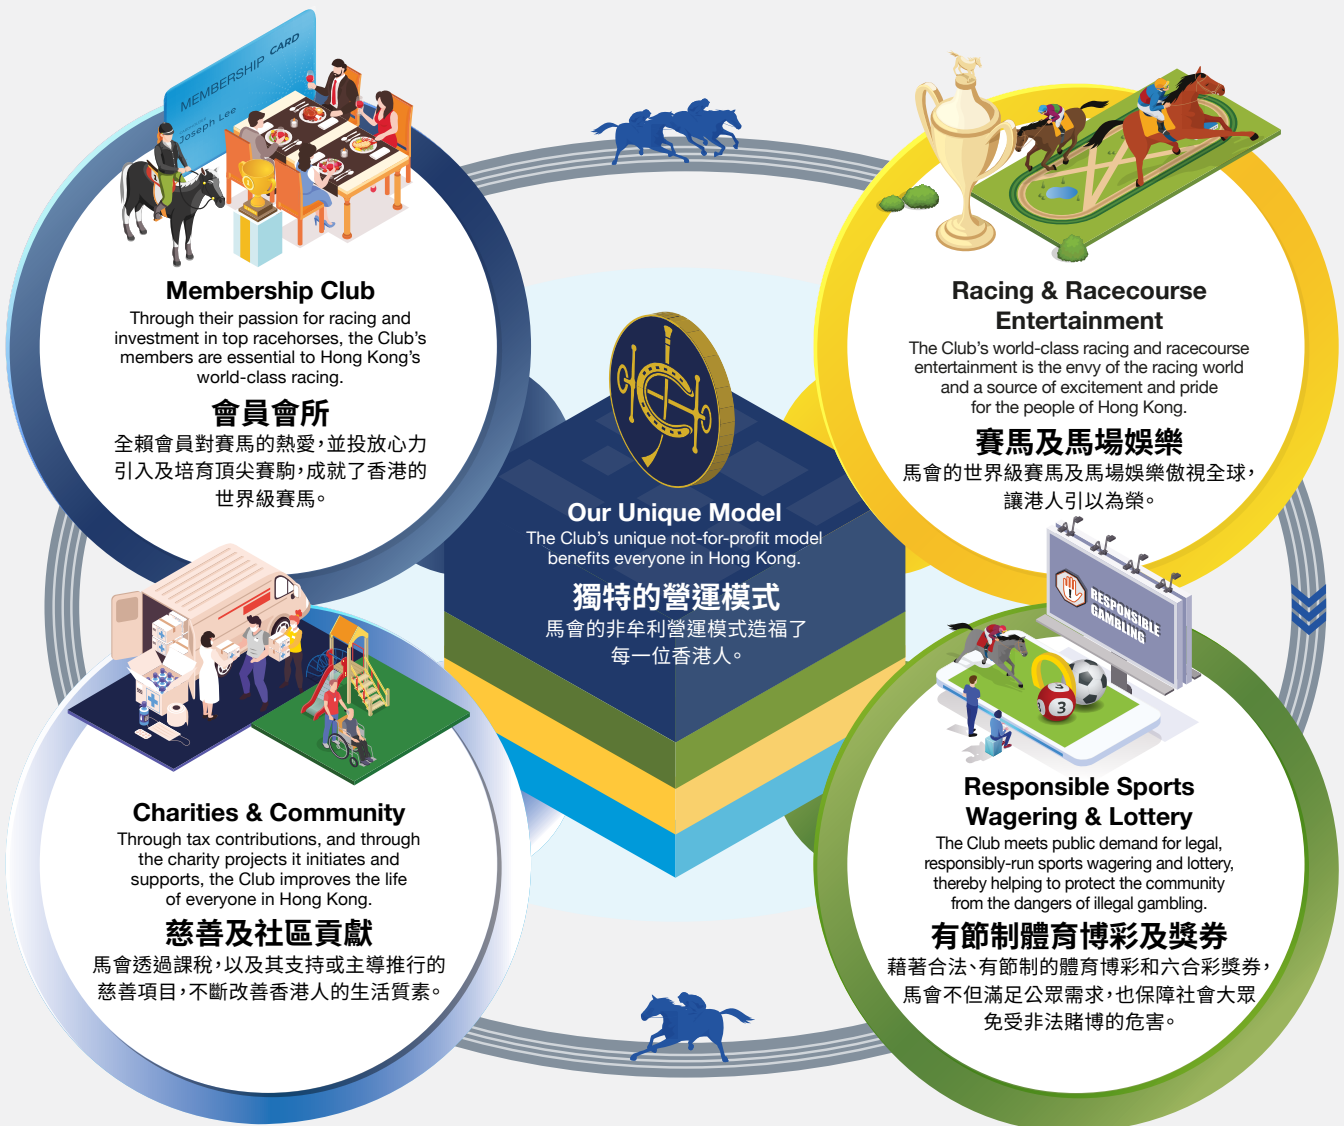 MEMBERSHIP CARD
Joseph Lee
Membership Club
Through their passion for racing and
investment in top racehorses, the Club's
members are essential to Hong Kong's
world-class racing.
會員會所
全賴會員對賽馬的熱愛，並投放心力
引入及培育頂尖賽駒，成就了香港的
世界級賽馬。
Racing & Racecourse
Entertainment
The Club's world-class racing and racecourse
entertainment is the envy of the racing world
and a source of excitement and pride
for the people of Hong Kong.
賽馬及馬場娛樂
馬會的世界級賽馬及馬場娛樂傲視全球，
讓港人引以為榮。
Our Unique Model
The Club's unique not-for-profit model
benefits everyone in Hong Kong.
獨特的營運模式
馬會的非牟利營運模式造福了
每一位香港人。
Charities & Community
Through tax contributions, and through
the charity projects it initiates and
supports, the Club improves the life
of everyone in Hong Kong.
慈善及社區貢獻
馬會透過課稅，以及其支持或主導推行的
慈善項目，不斷改善香港人的生活質素。
RESPONSIBLE
GAMBLING
3
Responsible Sports
Wagering & Lottery
The Club meets public demand for legal,
responsibly-run sports wagering and lottery,
thereby helping to protect the community
from the dangers of illegal gambling.
有節制體育博彩及獎券
藉著合法、有節制的體育博彩和六合彩獎券，
馬會不但滿足公眾需求，也保障社會大眾
免受非法賭博的危害。